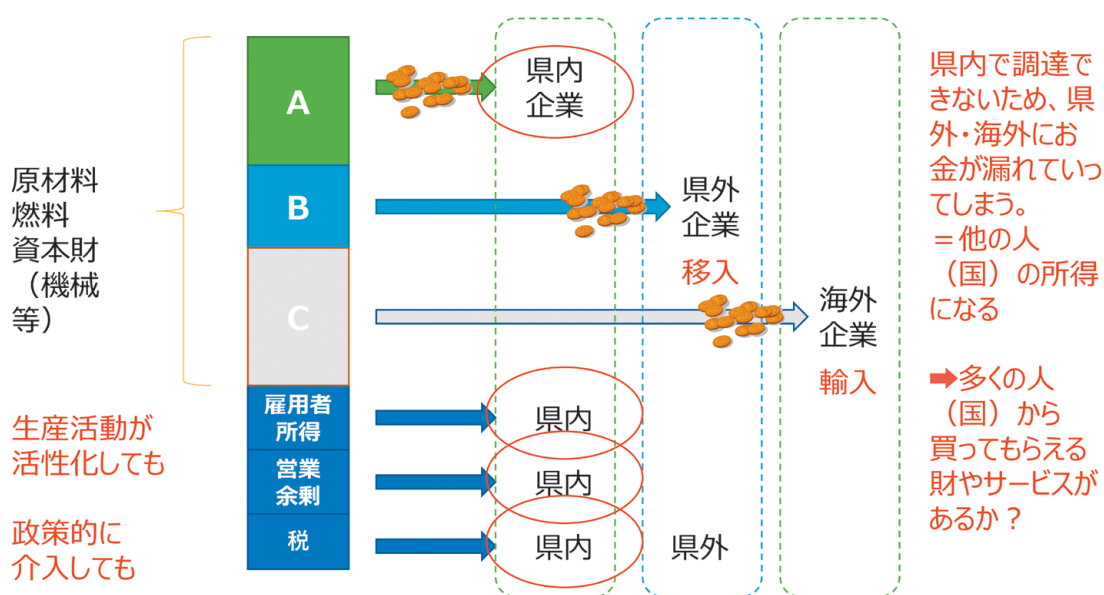 原材料
燃料
資本財
（機械
等）
生産活動が
活性化しても
政策的に
介入しても
A
B
C
雇用者
所得
営業
余剰
税
県内
企業
県外
企業
移入
海外
企業
輸入
県内
県内
県内
県外
県内で調達で
きないため、県
外・海外にお
金が漏れていっ
てしまう。
＝他の人
（国）の所得
になる
➡多くの人
（国）から
買ってもらえる
財やサービスが
あるか？